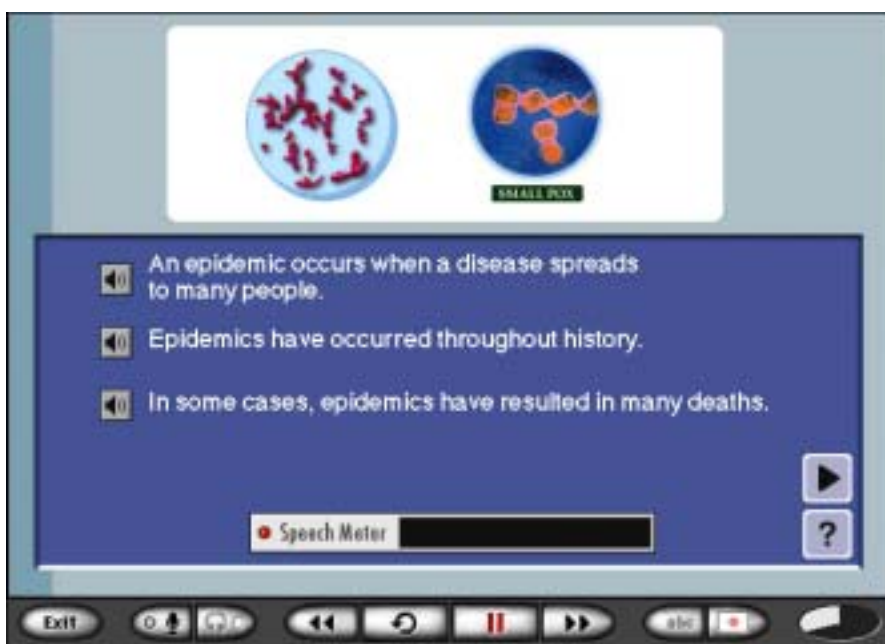 SMALL POX
An epidemic occurs when a disease spreads
to many people.
Epidemics have occurred throughout history.
In some cases, epidemics have resulted in many deaths.
Speech Meter
?
Exit
abc